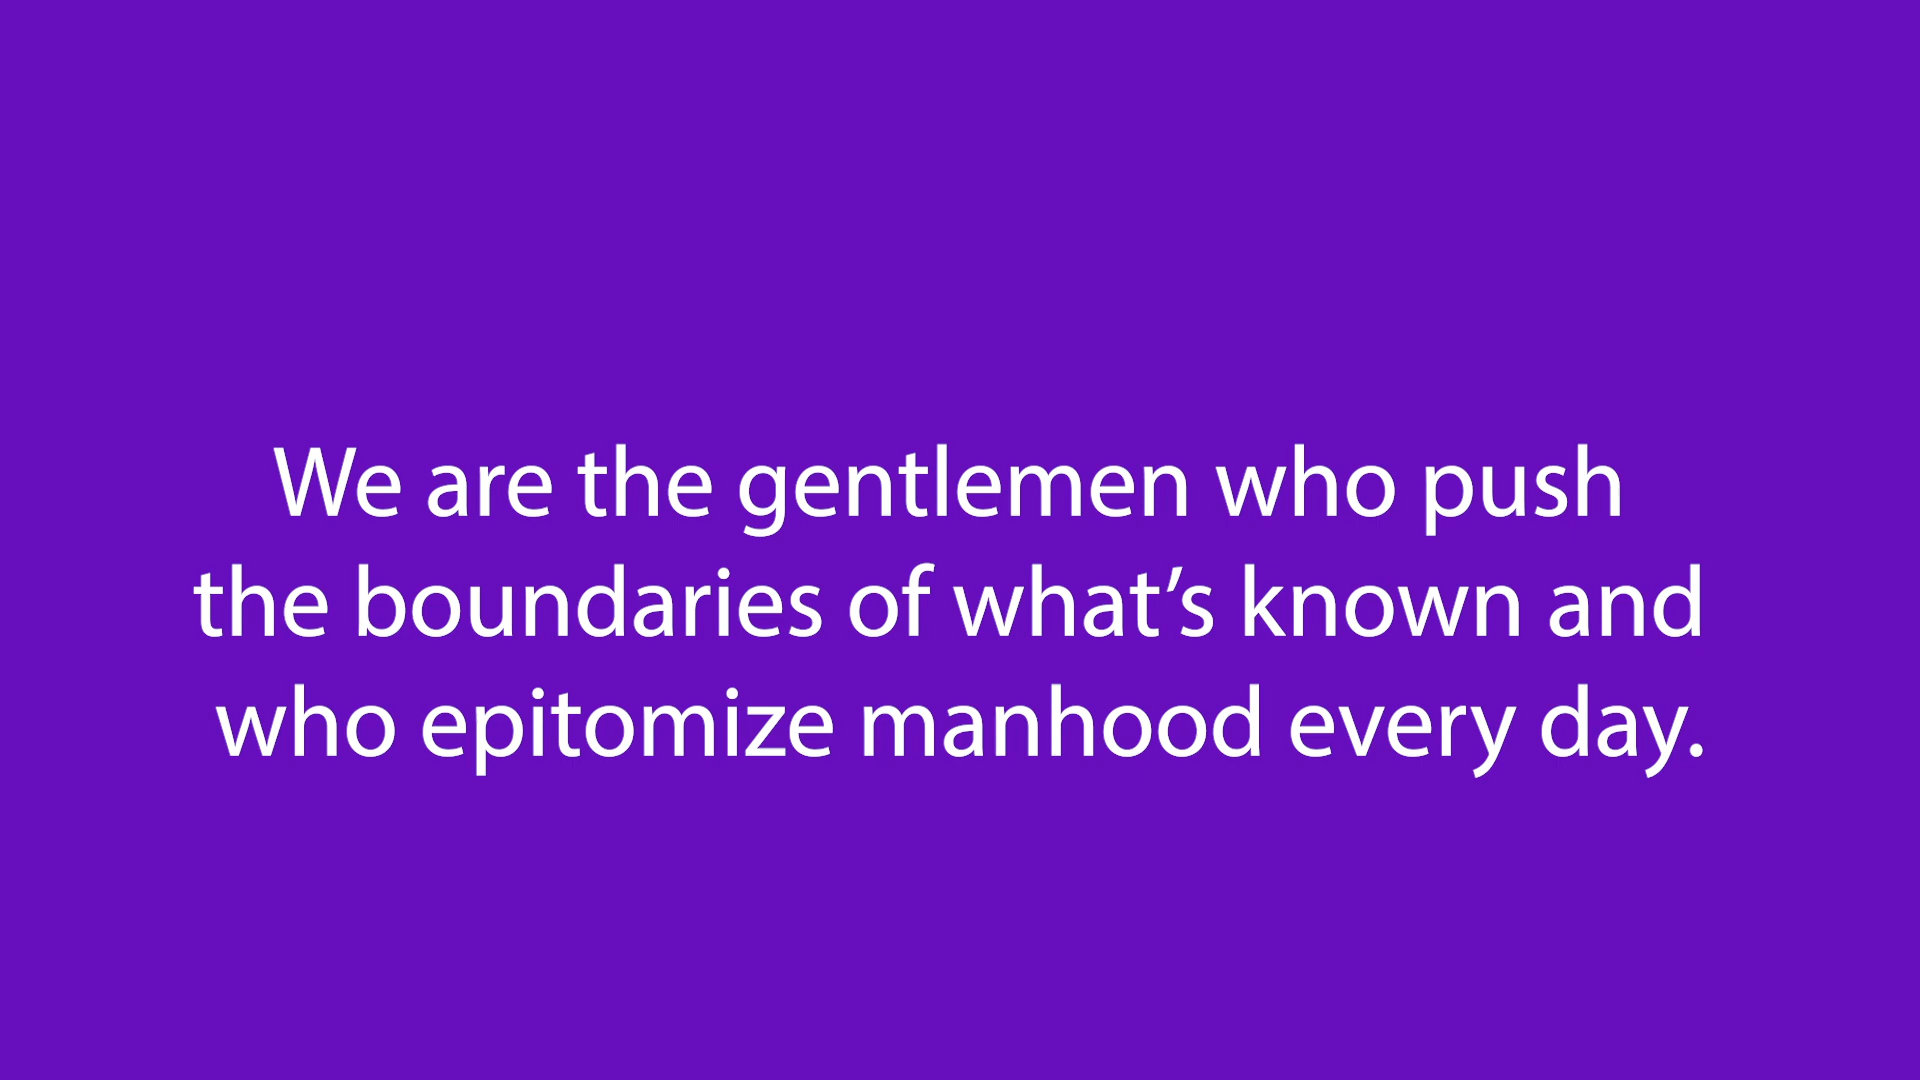 We are the gentlemen who push
the boundaries of what’s known and
who epitomize manhood every day.